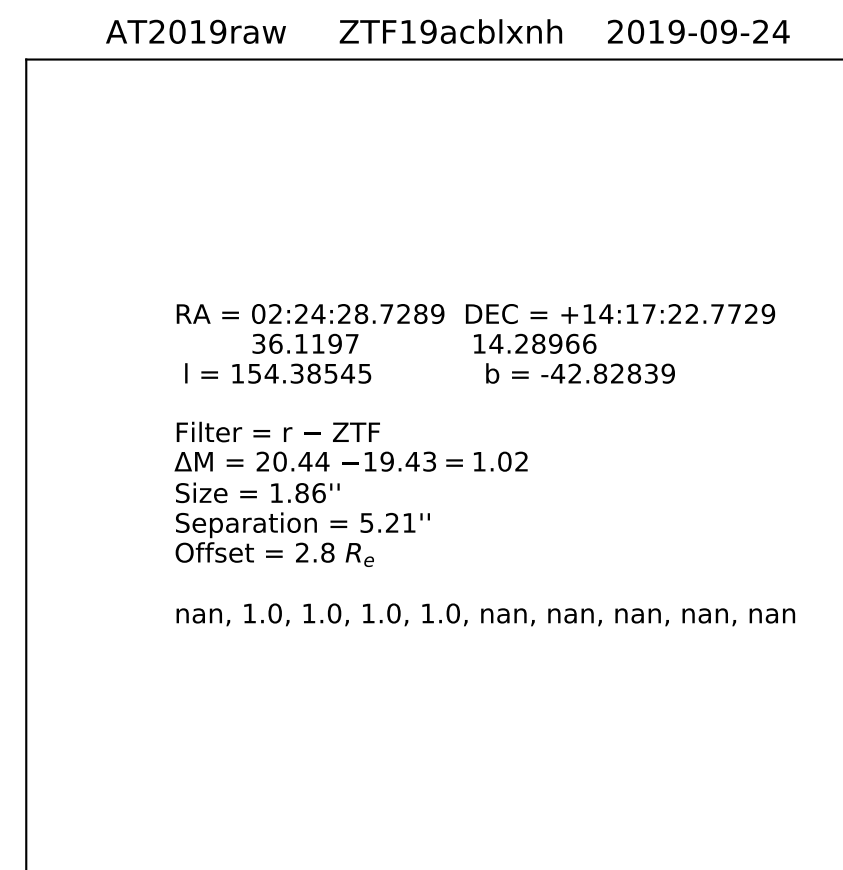 AT2019raw ZTF19acblxnh 2019-09-24
RA = 02:24:28.7289 DEC = +14:17:22.7729
36.1197 14.28966
l = 154.38545 b = -42.82839
Filter = r − ZTF
ΔM = 20.44 −19.43 = 1.02
Size = 1.86''
Separation = 5.21''
Offset = 2.8 Re
nan, 1.0, 1.0, 1.0, 1.0, nan, nan, nan, nan, nan